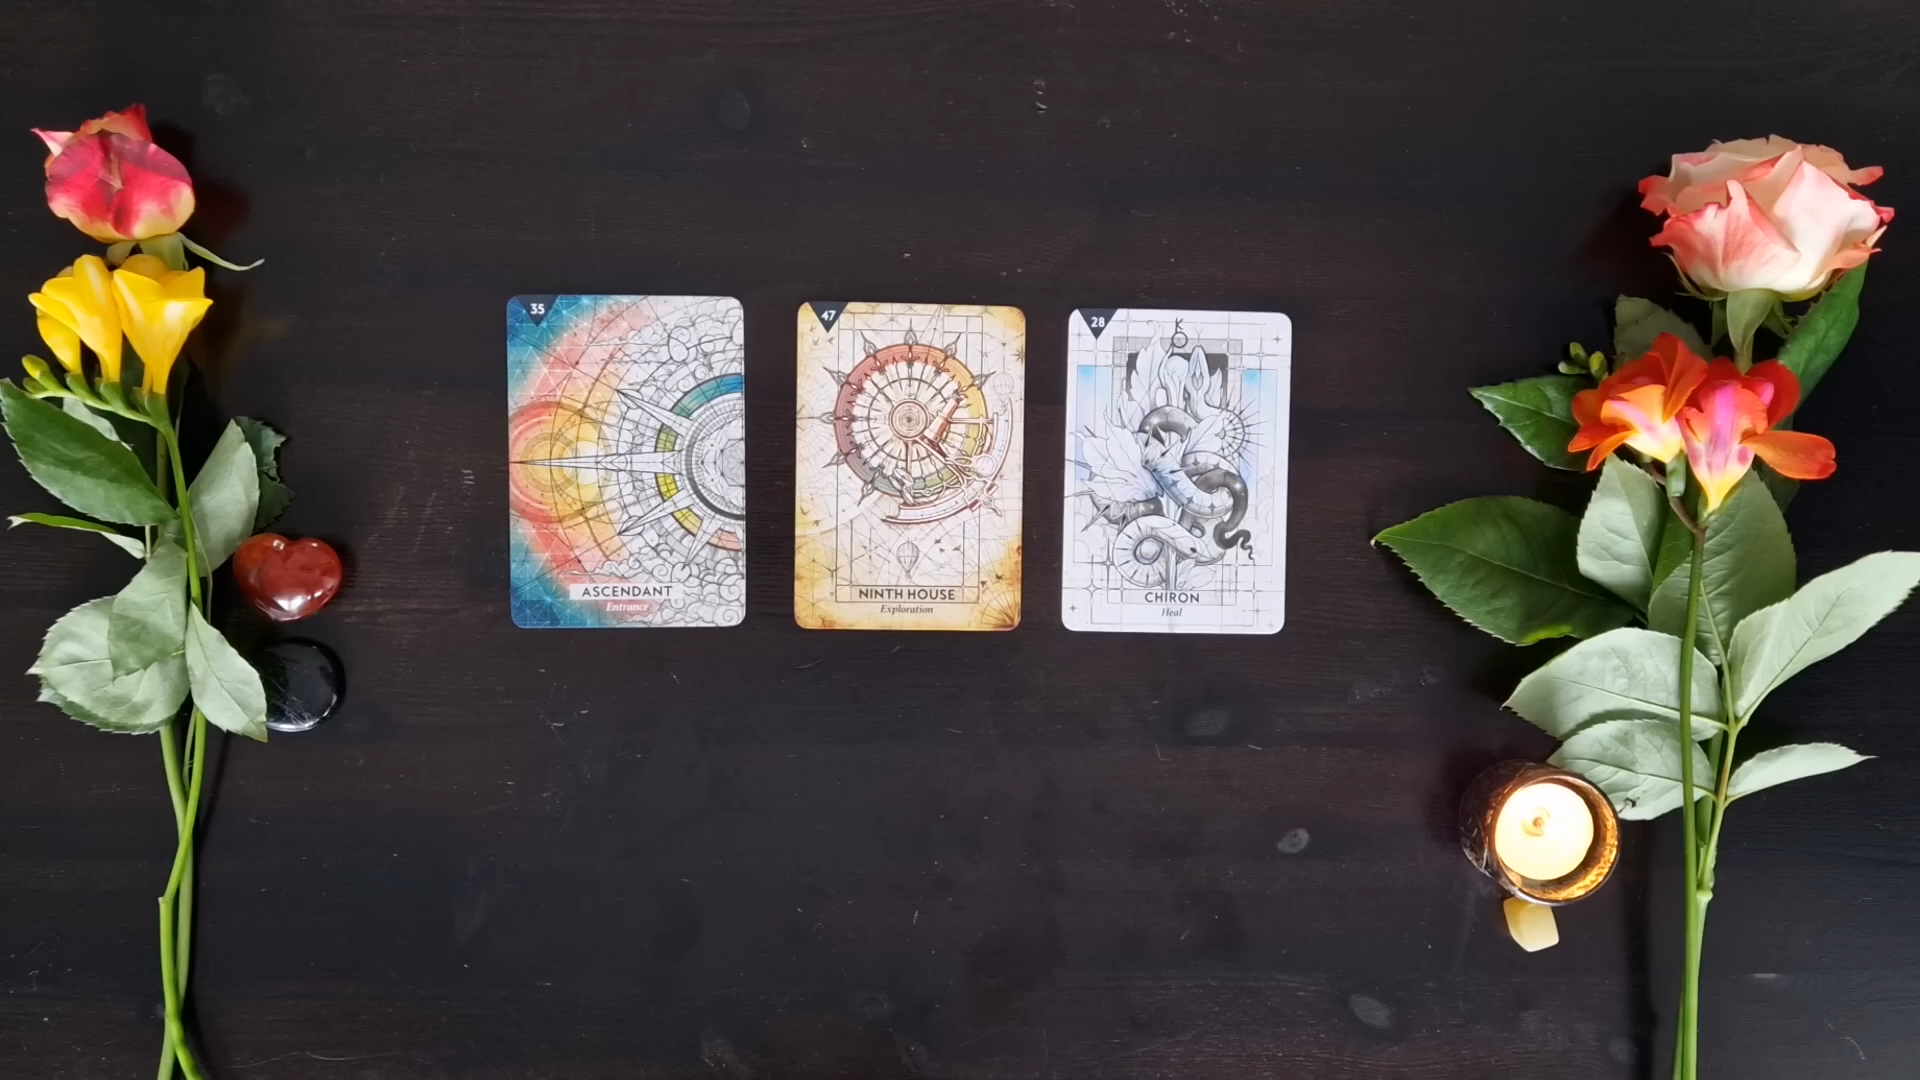 35
ASCENDANT
Entrance
47
NINTH HOUSE
Exploration
28
CHIRON
Heal